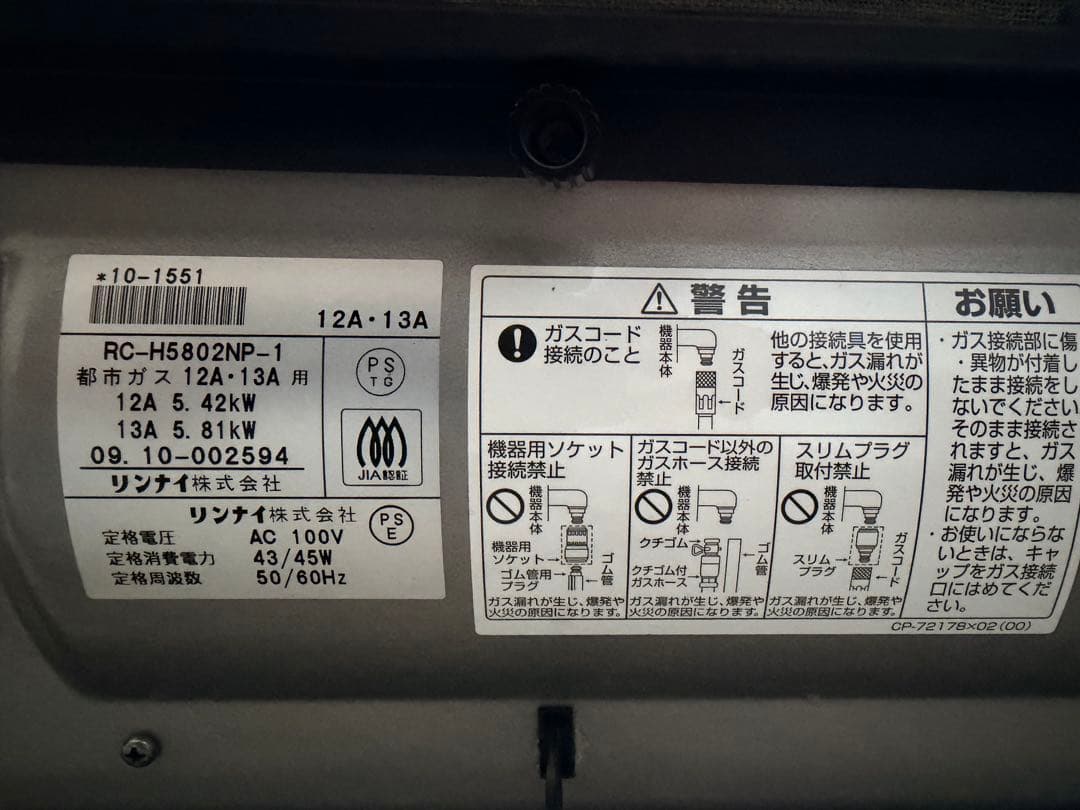 *10-1551
12A・13A
RC-H5802NP-1
都市ガス 12A・13A 用
12A 5.42kW
13A 5.81kW
09.10-002594
リンナイ株式会社
PS
TG
JIA認証
リンナイ株式会社
PS
E
定格電圧 AC 100V
定格消費電力 43/45W
定格周波数 50/60Hz
警告
ガスコード
接続のこと
機器本体
ガスコード
他の接続具を使用
すると、ガス漏れが
生じ、爆発や火災の
原因になります。
機器用ソケット
接続禁止
機器本体
機器用
ソケット
ゴム管用
プラグ
ゴム管
ガス漏れが生じ、爆発や
火災の原因になります。
ガスコード以外の
ガスホース接続
禁止
機器本体
クチゴム
クチゴム付
ガスホース
ゴム管
ガス漏れが生じ、爆発や
火災の原因になります。
スリムプラグ
取付禁止
機器本体
スリム
プラグ
ガスコード
ガス漏れが生じ、爆発や
火災の原因になります。
お願い
・ガス接続部に傷
・異物が付着し
たまま接続をし
ないでください
そのまま接続さ
れますと、ガス
漏れが生じ、爆
発や火災の原因
になります。
・お使いにならな
いときは、キャ
ップをガス接続
口にはめてくだ
さい。
CP-72178×02(00)